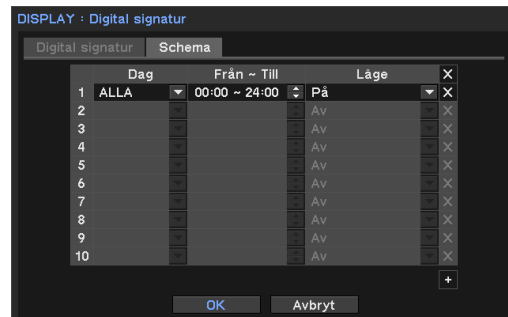 DISPLAY : Digital signatur
Digital signatur Schema
Dag Från ~ Till Låge X
1 ALLA 00:00 ~ 24:00 På X
2 Av X
3 Av X
4 Av X
5 Av X
6 Av X
7 Av X
8 Av X
9 Av X
10 Av X
+
OK Avbryt